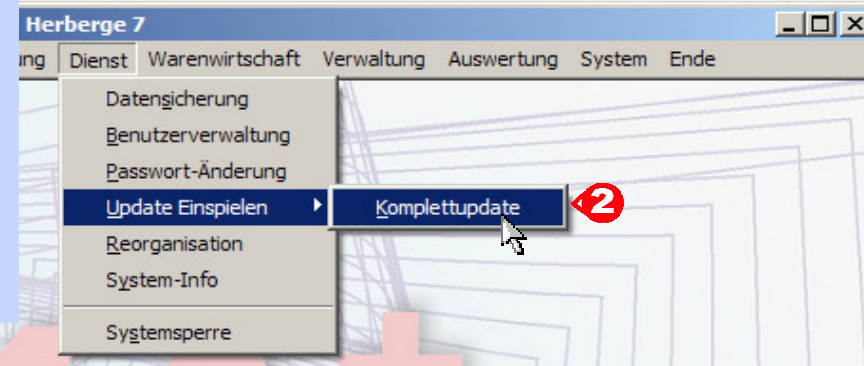 Herberge 7
ung Dienst Warenwirtschaft Verwaltung Auswertung System Ende
Datensicherung
Benutzerverwaltung
Passwort-Änderung
Update Einspielen Komplettupdate 2
Reorganisation
System-Info
Systemsperre